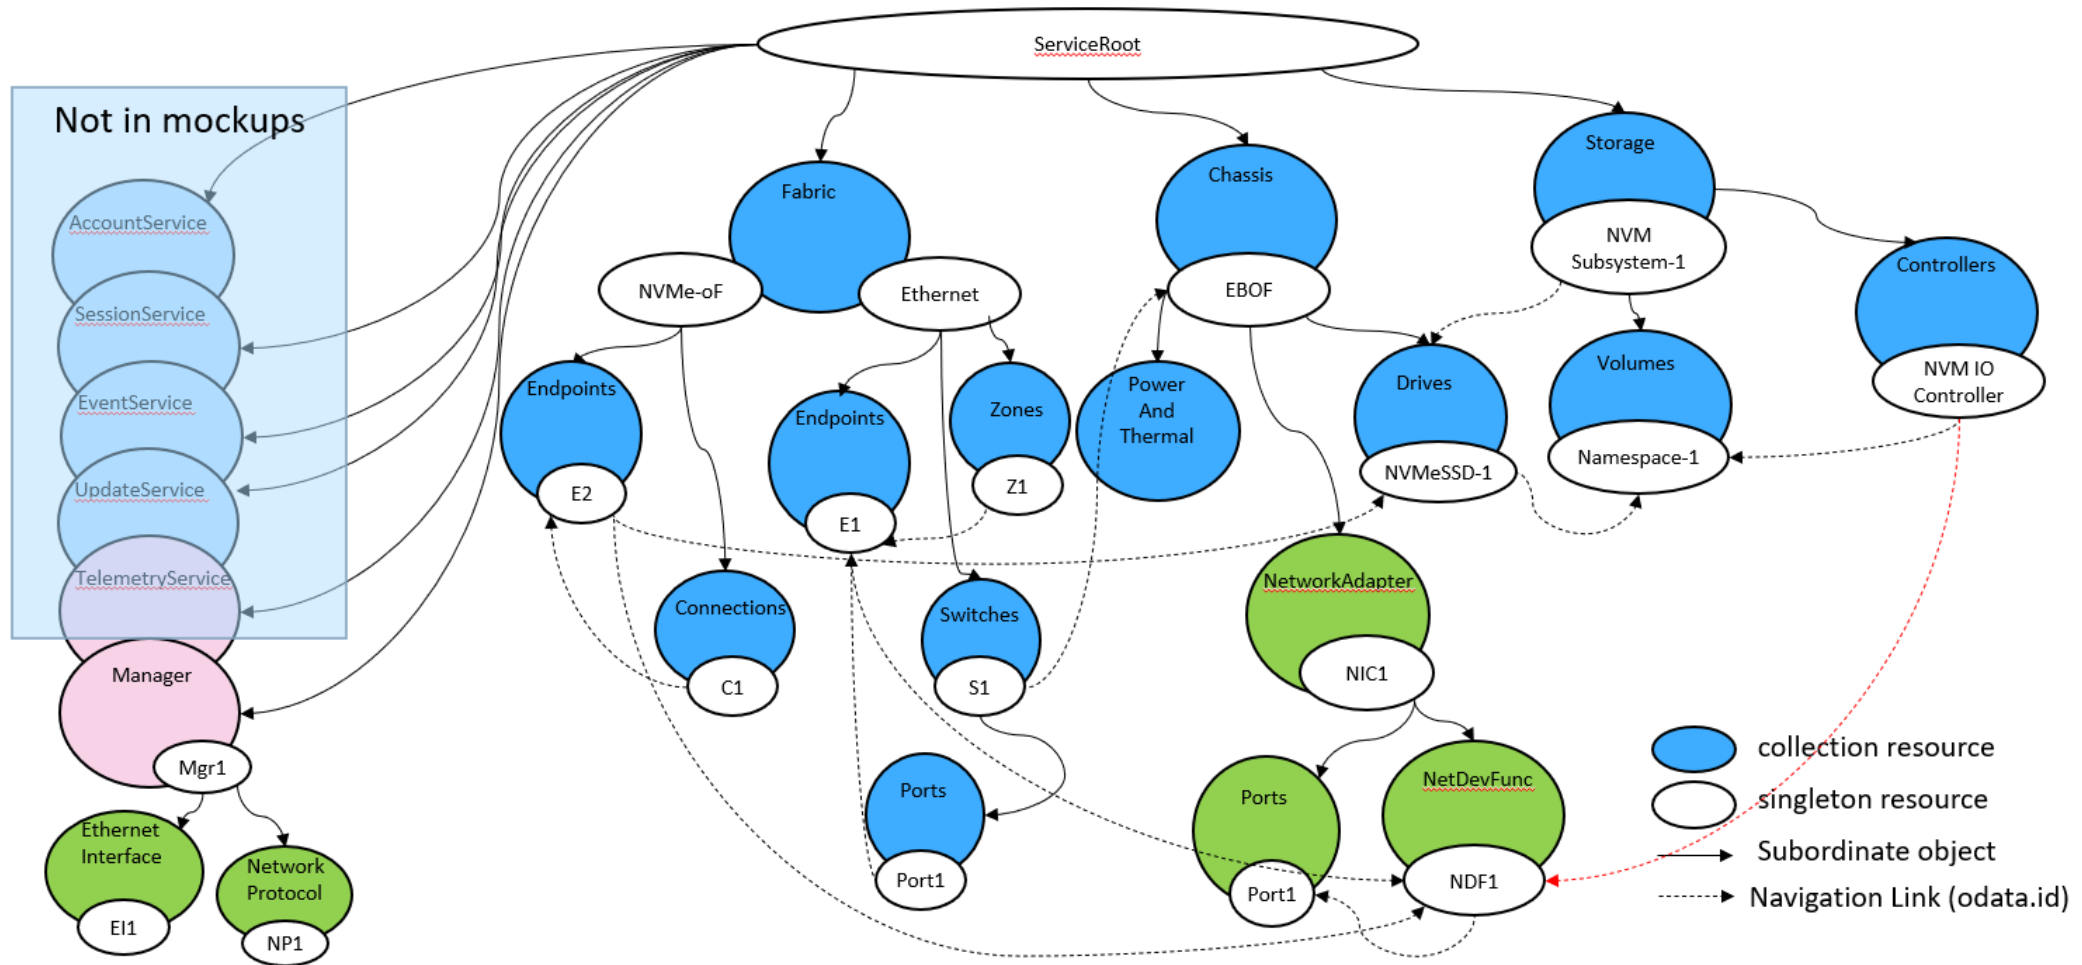 ServiceRoot
Not in mockups
AccountService
SessionService
EventService
UpdateService
TelemetryService
Manager
Mgr1
Ethernet
Interface
EI1
Network
Protocol
NP1
Fabric
NVMe-oF
Ethernet
Endpoints
E2
Connections
C1
Endpoints
E1
Zones
Z1
Switches
S1
Ports
Port1
Chassis
EBOF
Power
And
Thermal
Drives
NVMeSSD-1
NetworkAdapter
NIC1
Ports
Port1
NetDevFunc
NDF1
Storage
NVM
Subsystem-1
Volumes
Namespace-1
Controllers
NVM IO
Controller
collection resource
singleton resource
Subordinate object
Navigation Link (odata.id)